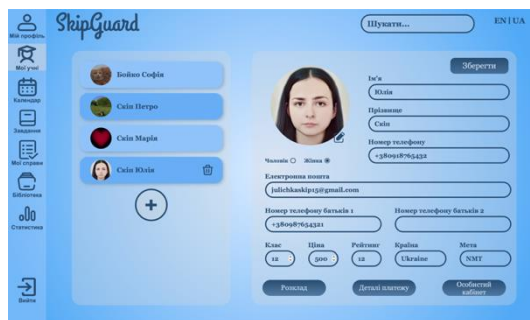 SkipGuard
Шукати...
EN | UA
Мій профіль
Мої учні
Календар
Завдання
Мої справи
Бібліотека
Статистика
Вийти
Бойко Софія
Скіп Петро
Скіп Марія
Скіп Юлія
Зберегти
Ім'я
Юлія
Прізвище
Скіп
Номер телефону
+380918765432
Чоловік Жінка
Електронна пошта
julichkaskip15@gmail.com
Номер телефону батьків 1 Номер телефону батьків 2
+380987654321
Клас Ціна Рейтинг Країна Мета
12 500 12 Ukraine НМТ
Розклад Деталі платежу Особистий
кабінет